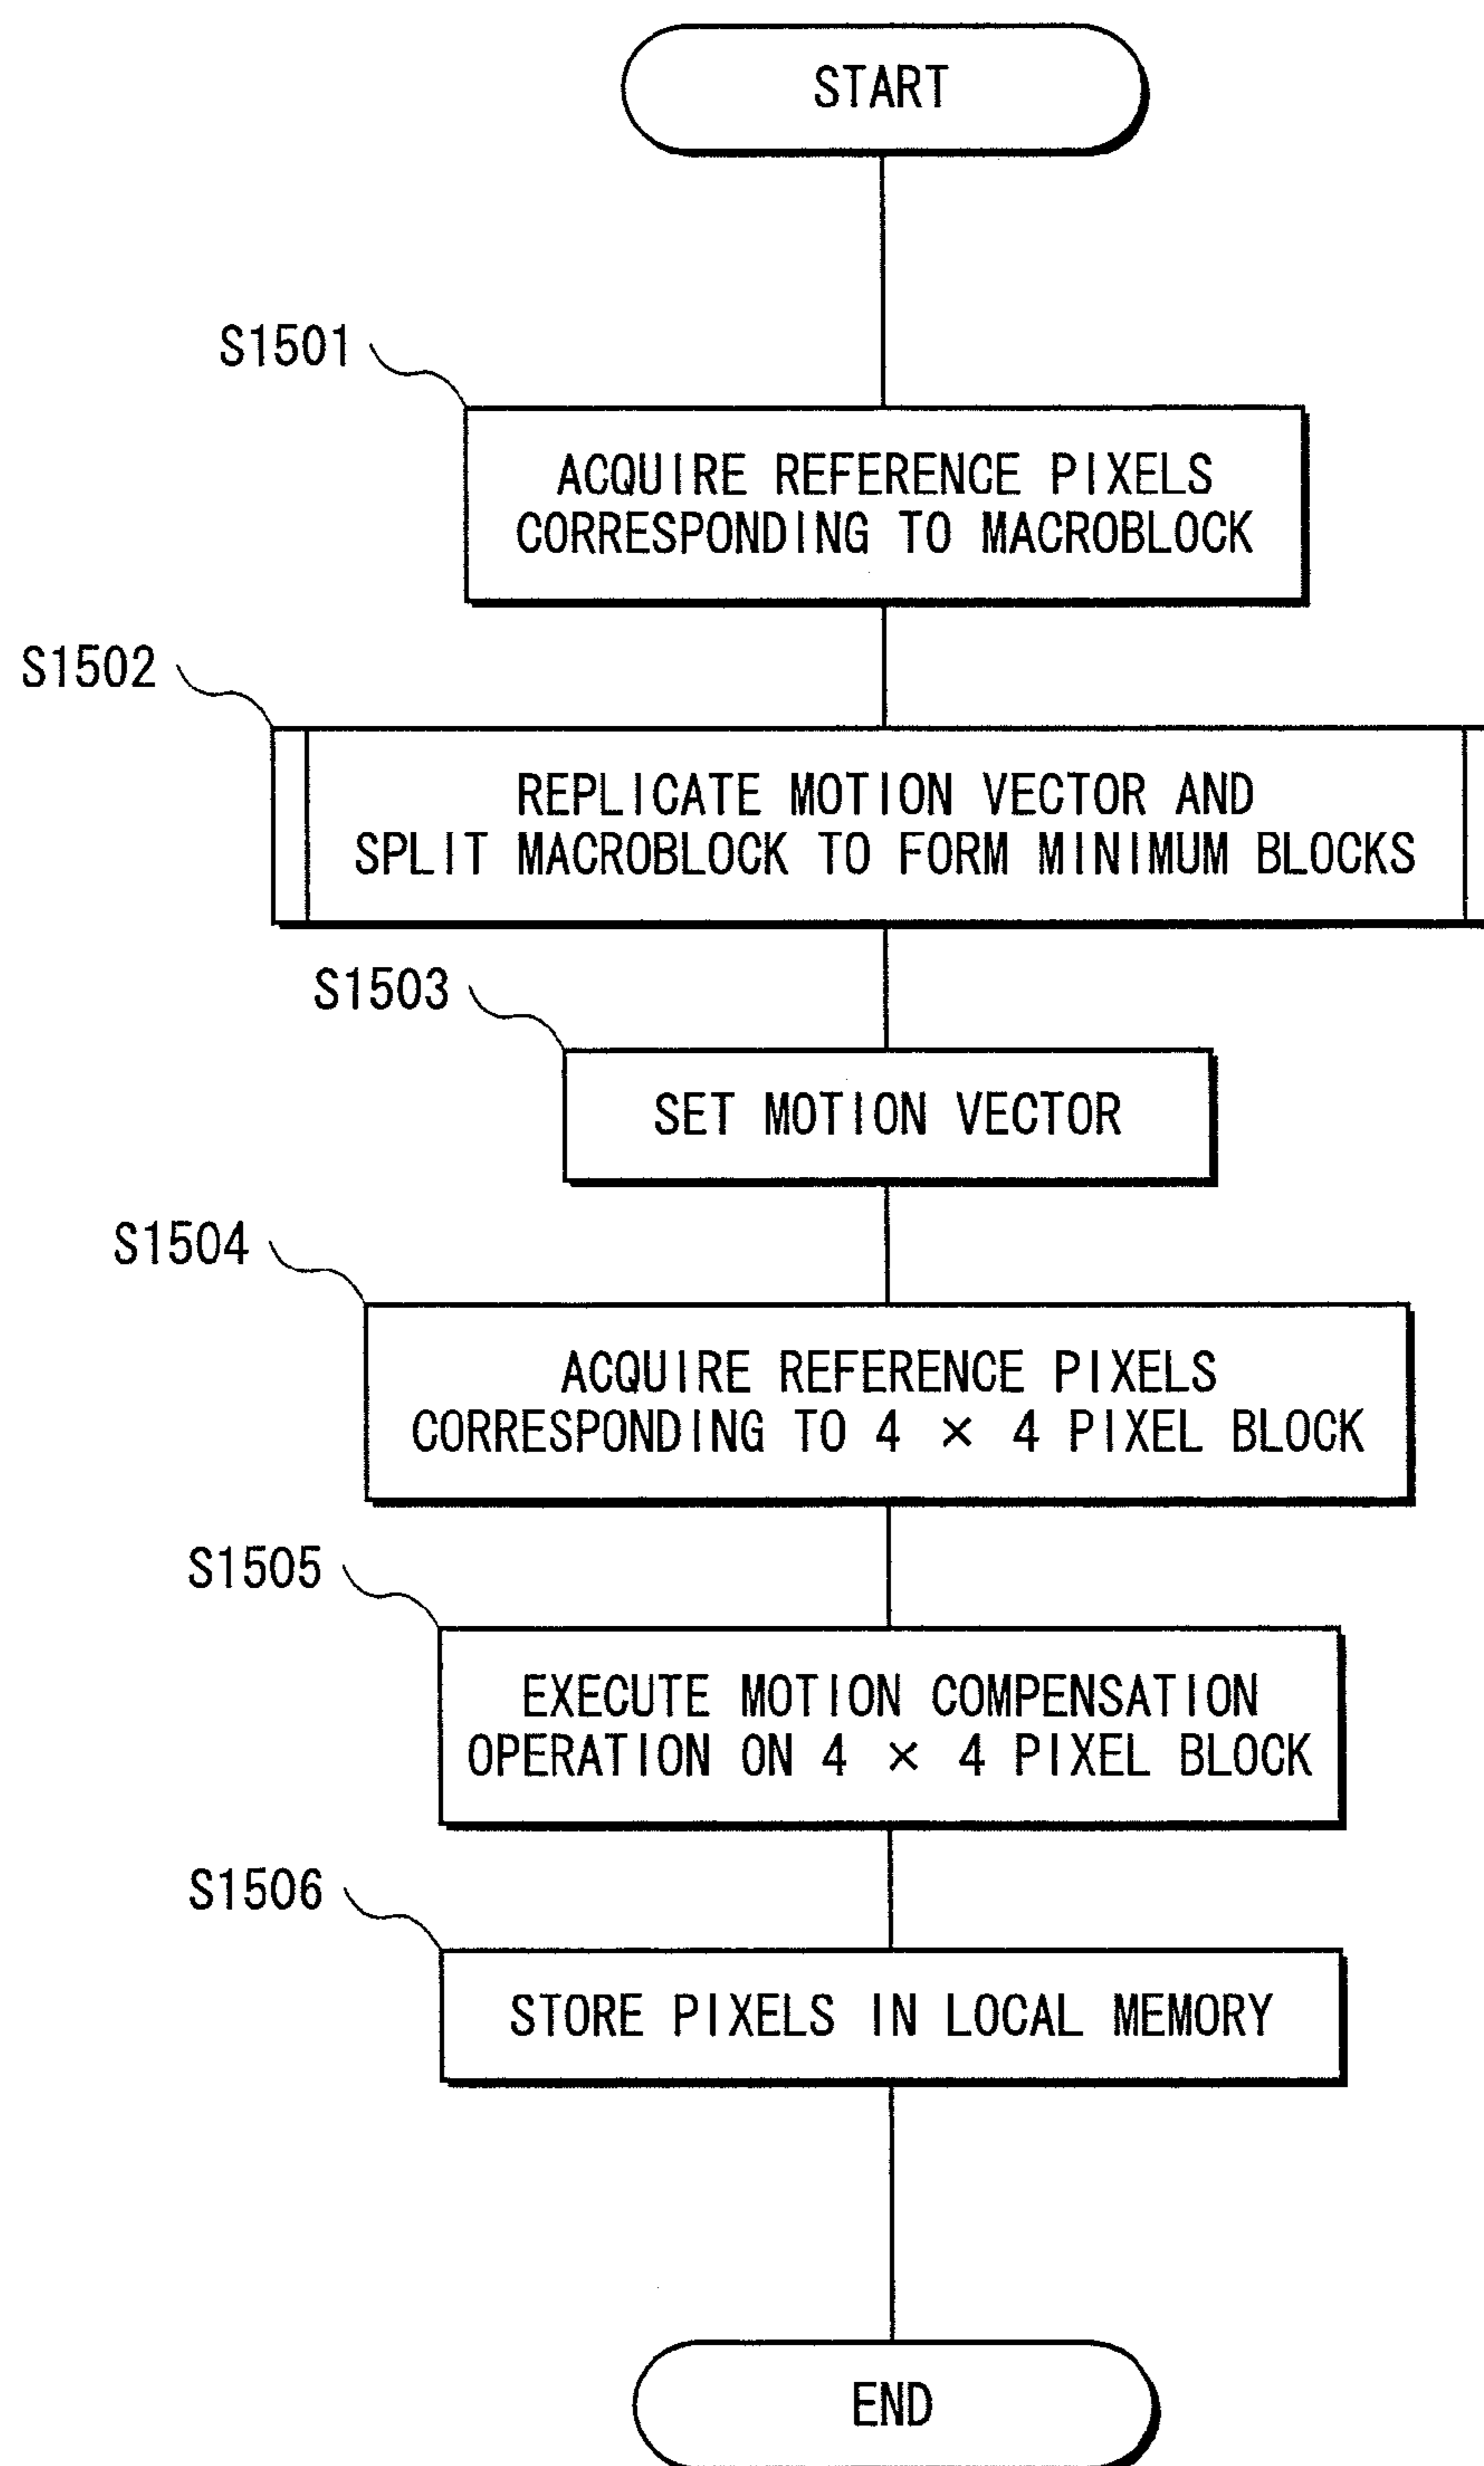 START
S1501
ACQUIRE REFERENCE PIXELS
CORRESPONDING TO MACROBLOCK
S1502
REPLICATE MOTION VECTOR AND
SPLIT MACROBLOCK TO FORM MINIMUM BLOCKS
S1503
SET MOTION VECTOR
S1504
ACQUIRE REFERENCE PIXELS
CORRESPONDING TO 4 × 4 PIXEL BLOCK
S1505
EXECUTE MOTION COMPENSATION
OPERATION ON 4 × 4 PIXEL BLOCK
S1506
STORE PIXELS IN LOCAL MEMORY
END